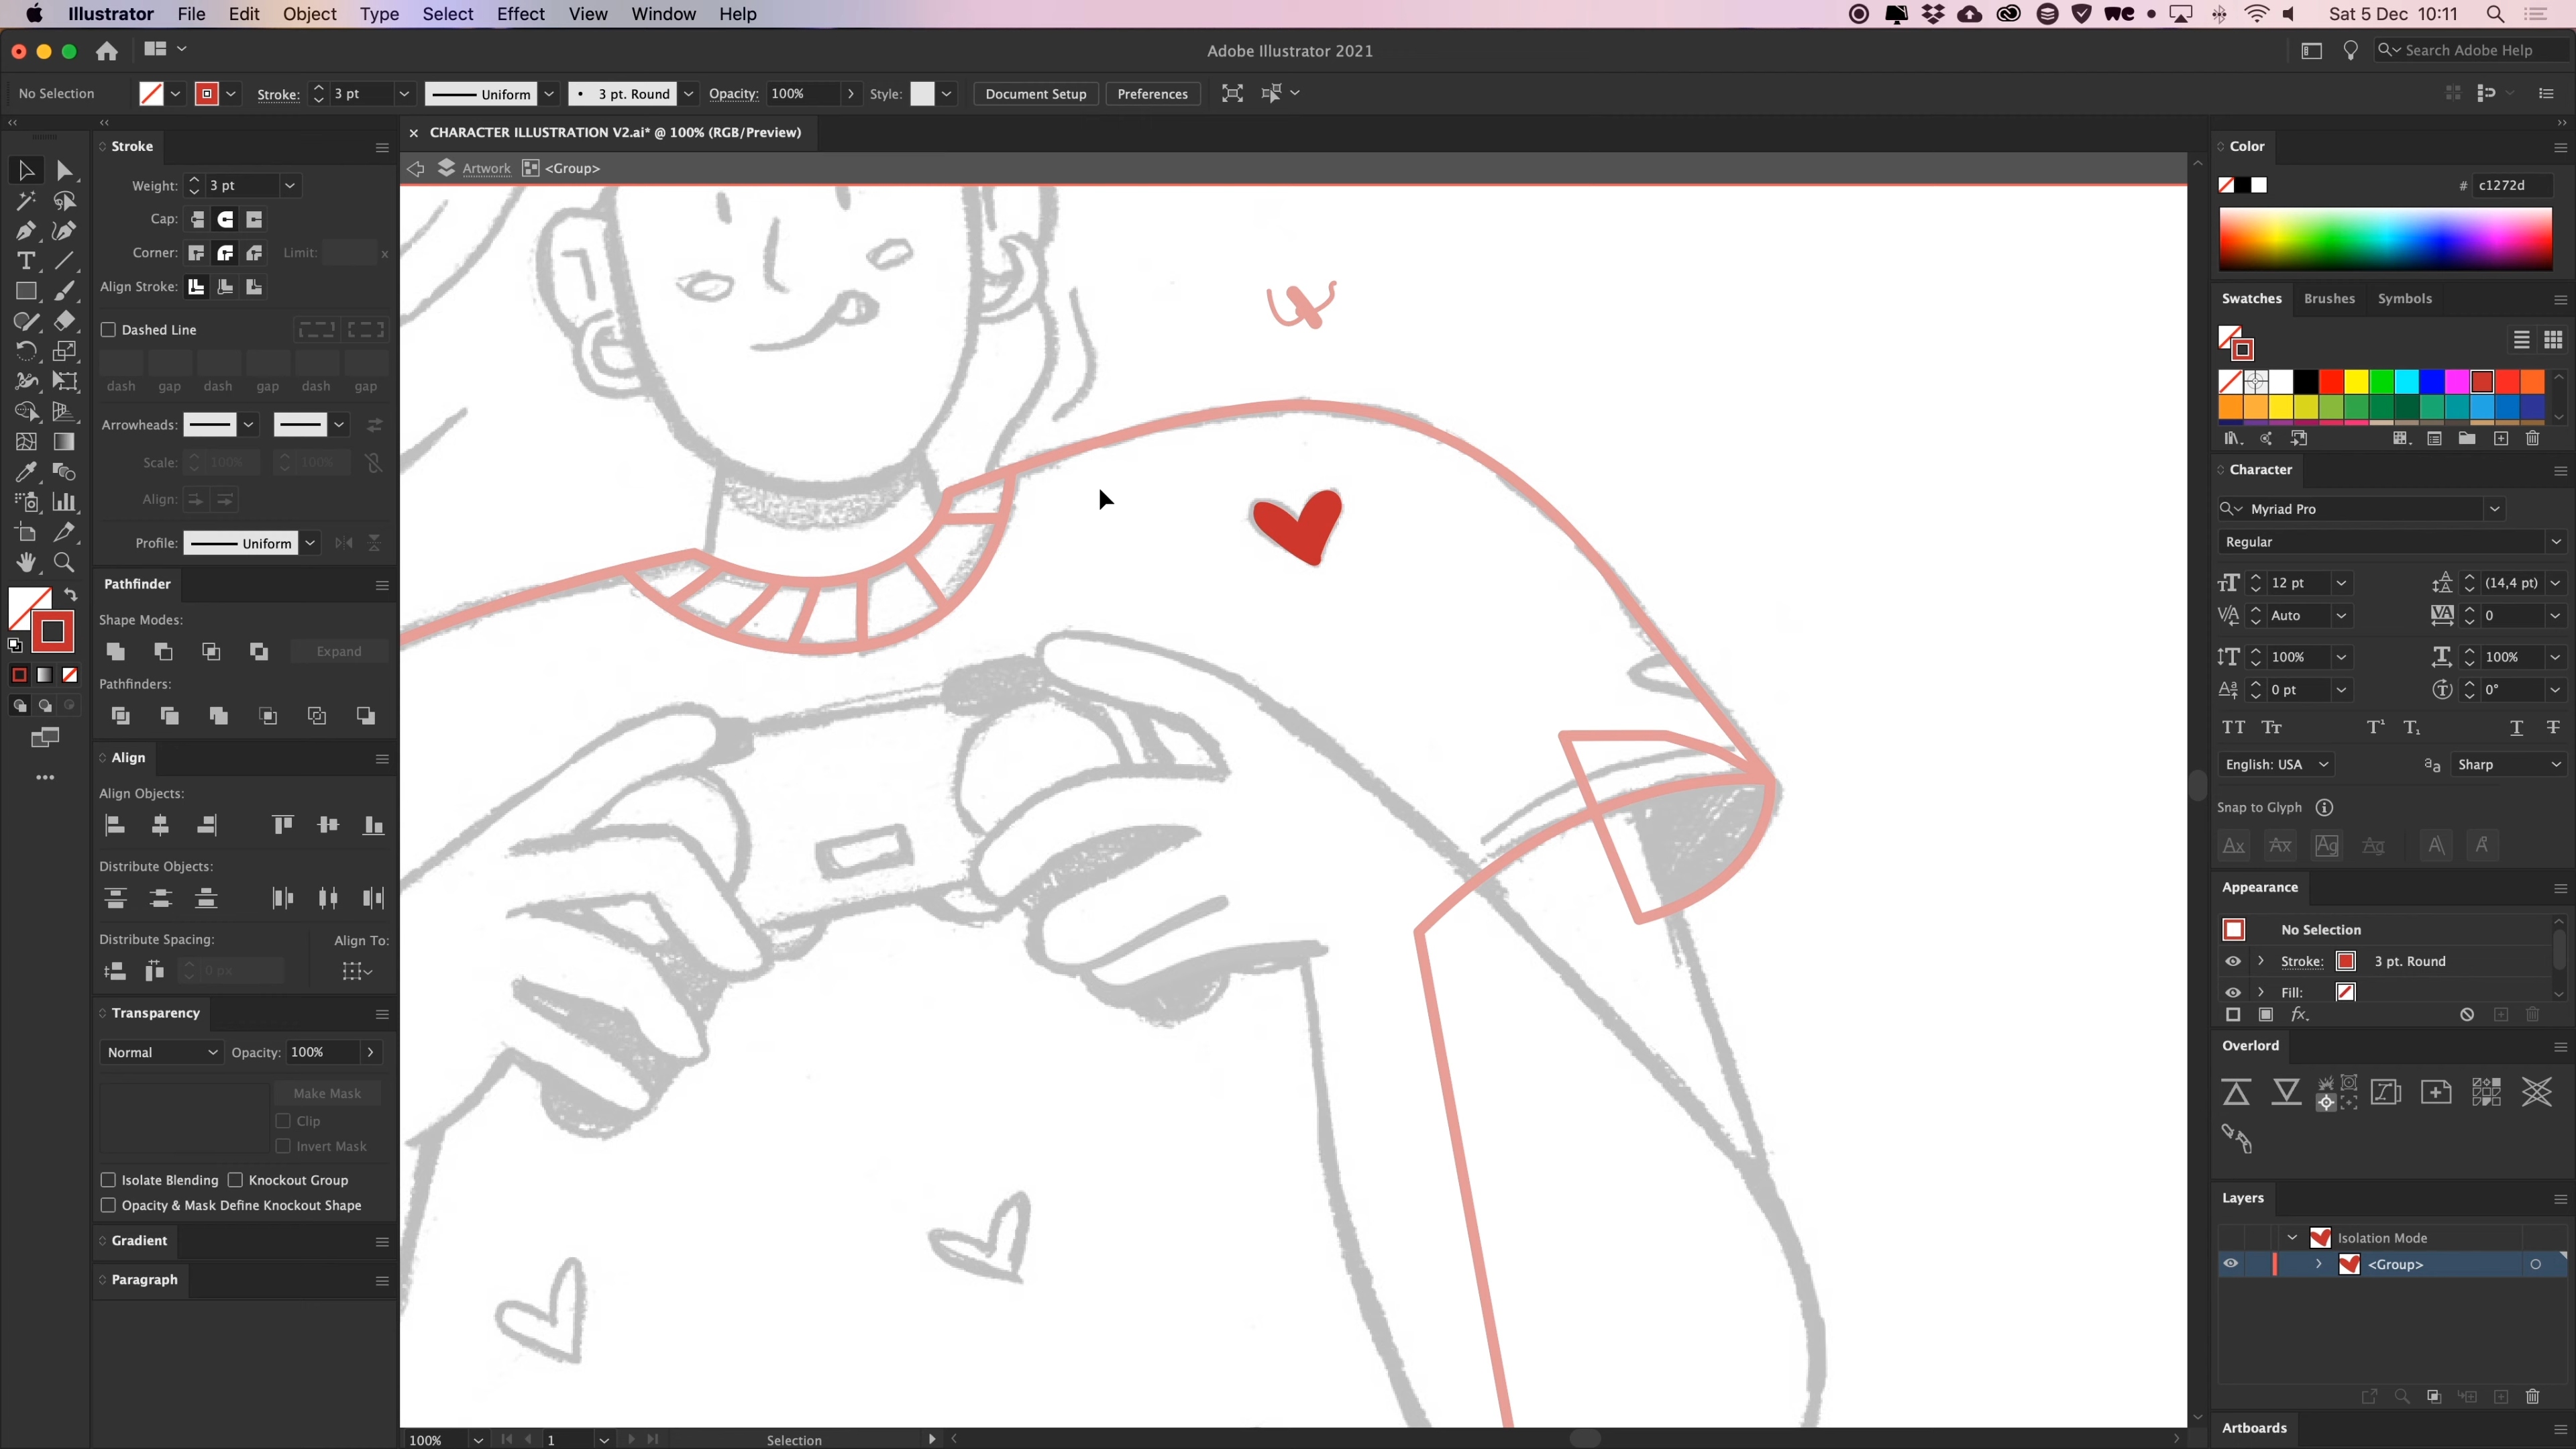 Illustrator File Edit Object Type Select Effect View Window Help Sat 5 Dec 10:11
Adobe Illustrator 2021 Search Adobe Help
No Selection Stroke: 3 pt Uniform 3 pt. Round Opacity: 100% Style: Document Setup Preferences
CHARACTER ILLUSTRATION V2.ai* @ 100% (RGB/Preview)
Artwork <Group>
Stroke
Weight: 3 pt
Cap:
Corner: Limit: x
Align Stroke:
Dashed Line
dash gap dash gap dash gap
Arrowheads:
Scale: 100% 100%
Align:
Profile: Uniform
Pathfinder
Shape Modes:
Expand
Pathfinders:
Align
Align Objects:
Distribute Objects:
Distribute Spacing: Align To:
0 px
Transparency
Normal Opacity: 100%
Make Mask
Clip
Invert Mask
Isolate Blending Knockout Group
Opacity & Mask Define Knockout Shape
Gradient
Paragraph
100% 1 Selection
Color
# c1272d
Swatches Brushes Symbols
Character
Myriad Pro
Regular
12 pt (14,4 pt)
Auto 0
100% 100%
0 pt 0°
English: USA Sharp
Snap to Glyph
Appearance
No Selection
Stroke: 3 pt. Round
Fill:
Overlord
Layers
Isolation Mode
<Group>
Artboards